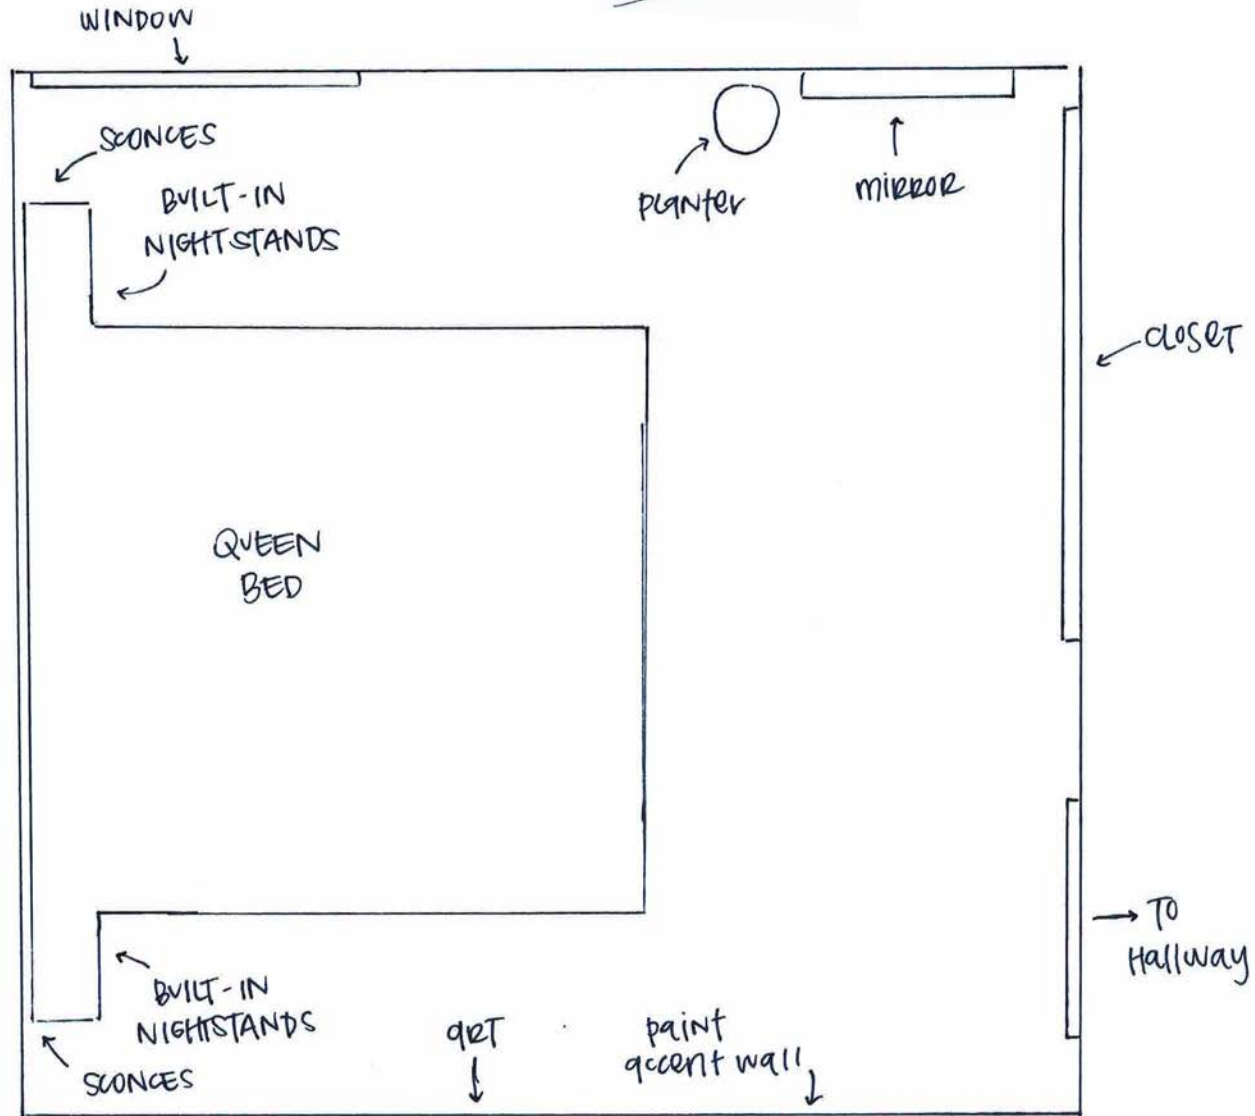 WINDOW
SCONCES
BUILT-IN
NIGHTSTANDS
planter
mIRROR
closeT
QUEEN
BED
TO
Hallway
BUILT-IN
NIGHTSTANDS
SCONCES
aRT
paiNT
accent wall